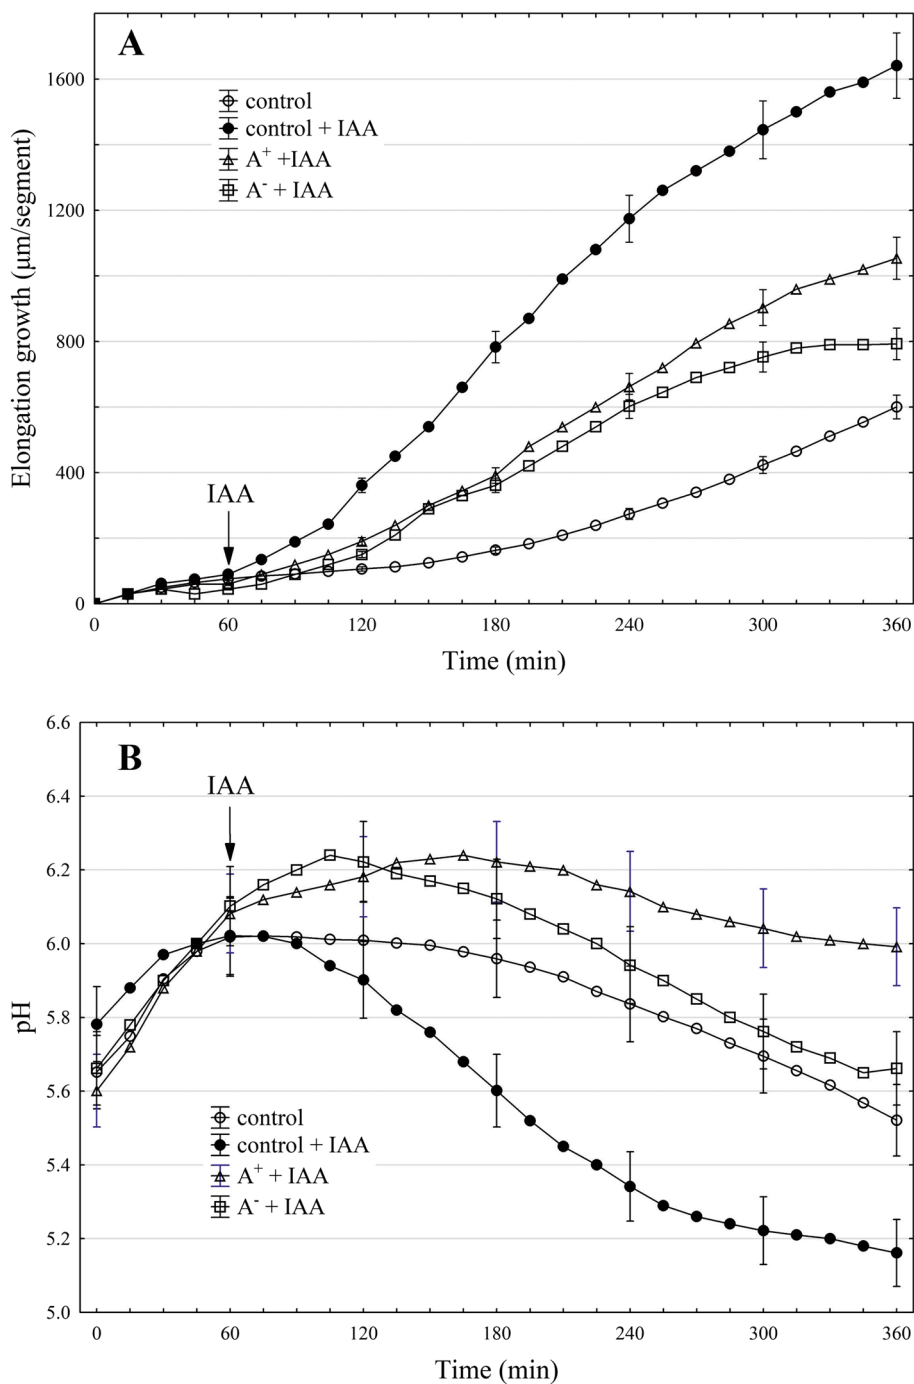 A
1600
control
control + IAA
A+ +IAA
A- + IAA
1200
Elongation growth (μm/segment)
800
400
IAA
0
0 60 120 180 240 300 360
Time (min)
6.6
B
IAA
6.4
6.2
6.0
pH
5.8
5.6
control
control + IAA
A+ + IAA
A- + IAA
5.4
5.2
5.0
0 60 120 180 240 300 360
Time (min)